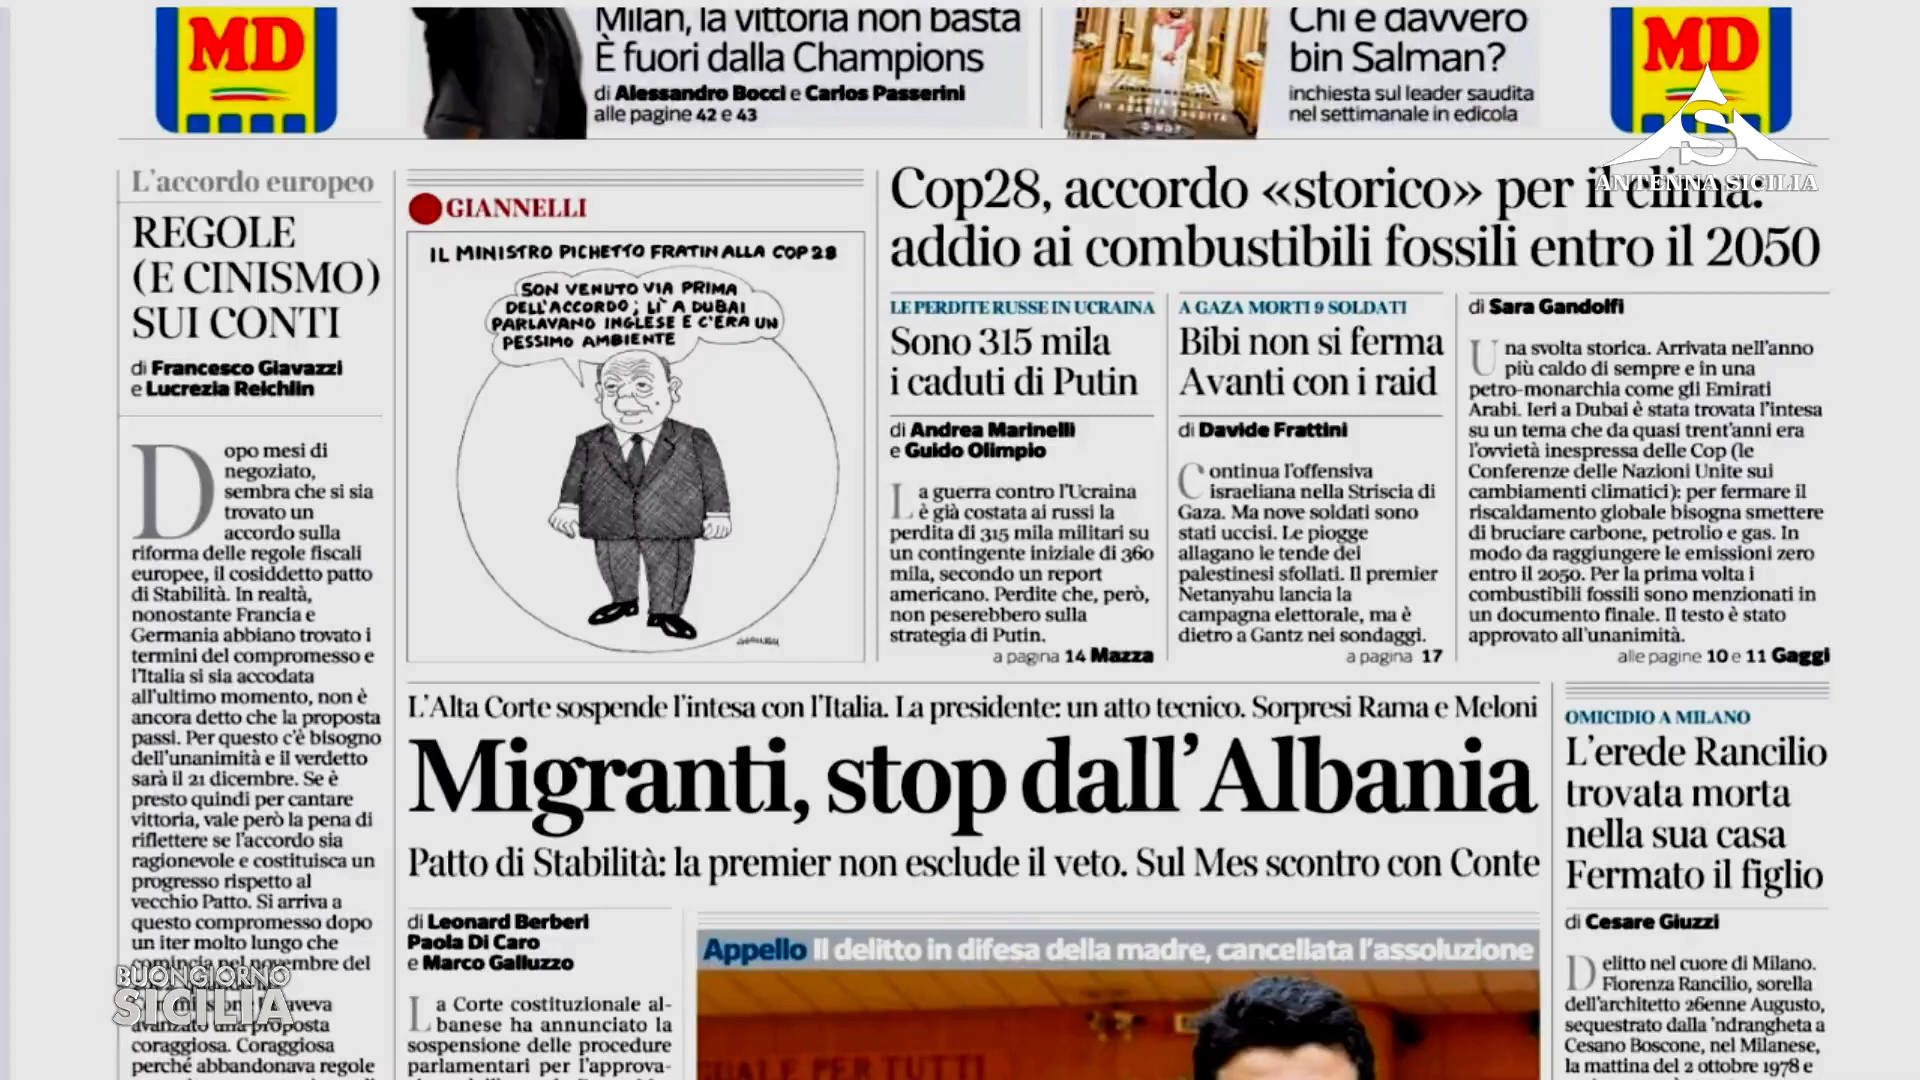 MD
Milan, la vittoria non basta
È fuori dalla Champions
di Alessandro Bocci e Carlos Passerini
alle pagine 42 e 43
Chi è davvero
bin Salman?
inchiesta sul leader saudita
nel settimanale in edicola
MD
ANTENNA SICILIA
L'accordo europeo
REGOLE
(E CINISMO)
SUI CONTI
di Francesco Giavazzi
e Lucrezia Reichlin
Dopo mesi di
negoziato,
sembra che si sia
trovato un
accordo sulla
riforma delle regole fiscali
europee, il cosiddetto patto
di Stabilità. In realtà,
nonostante Francia e
Germania abbiano trovato i
termini del compromesso e
l'Italia si sia accodata
all'ultimo momento, non è
ancora detto che la proposta
passi. Per questo c'è bisogno
dell'unanimità e il verdetto
sarà il 21 dicembre. Se è
presto quindi per cantare
vittoria, vale però la pena di
riflettere se l'accordo sia
ragionevole e costituisca un
progresso rispetto al
vecchio Patto. Si arriva a
questo compromesso dopo
un iter molto lungo che
comincia nel novembre del
aveva
avanzato una proposta
coraggiosa. Coraggiosa
perché abbandonava regole
BUONGIORNO
SICILIA
GIANNELLI
IL MINISTRO PICHETTO FRATIN ALLA COP 28
SON VENUTO VIA PRIMA
DELL'ACCORDO; LÌ A DUBAI
PARLAVANO INGLESE E C'ERA UN
PESSIMO AMBIENTE
Cop28, accordo «storico» per il clima:
addio ai combustibili fossili entro il 2050
LE PERDITE RUSSE IN UCRAINA
Sono 315 mila
i caduti di Putin
di Andrea Marinelli
e Guido Olimpio
La guerra contro l'Ucraina
è già costata ai russi la
perdita di 315 mila militari su
un contingente iniziale di 360
mila, secondo un report
americano. Perdite che, però,
non peserebbero sulla
strategia di Putin.
a pagina 14 Mazza
A GAZA MORTI 9 SOLDATI
Bibi non si ferma
Avanti con i raid
di Davide Frattini
Continua l'offensiva
israeliana nella Striscia di
Gaza. Ma nove soldati sono
stati uccisi. Le piogge
allagano le tende dei
palestinesi sfollati. Il premier
Netanyahu lancia la
campagna elettorale, ma è
dietro a Gantz nei sondaggi.
a pagina 17
di Sara Gandolfi
Una svolta storica. Arrivata nell'anno
più caldo di sempre e in una
petro-monarchia come gli Emirati
Arabi. Ieri a Dubai è stata trovata l'intesa
su un tema che da quasi trent'anni era
l'ovvietà inespressa delle Cop (le
Conferenze delle Nazioni Unite sui
cambiamenti climatici): per fermare il
riscaldamento globale bisogna smettere
di bruciare carbone, petrolio e gas. In
modo da raggiungere le emissioni zero
entro il 2050. Per la prima volta i
combustibili fossili sono menzionati in
un documento finale. Il testo è stato
approvato all'unanimità.
alle pagine 10 e 11 Gaggi
L'Alta Corte sospende l'intesa con l'Italia. La presidente: un atto tecnico. Sorpresi Rama e Meloni
Migranti, stop dall'Albania
Patto di Stabilità: la premier non esclude il veto. Sul Mes scontro con Conte
di Leonard Berberi
Paola Di Caro
e Marco Galluzzo
La Corte costituzionale al-
banese ha annunciato la
sospensione delle procedure
parlamentari per l'approva-
Appello Il delitto in difesa della madre, cancellata l'assoluzione
UALE PER TUTTI
OMICIDIO A MILANO
L'erede Rancilio
trovata morta
nella sua casa
Fermato il figlio
di Cesare Giuzzi
Delitto nel cuore di Milano.
Fiorenza Rancilio, sorella
dell'architetto 26enne Augusto,
sequestrato dalla 'ndrangheta a
Cesano Boscone, nel Milanese,
la mattina del 2 ottobre 1978 e